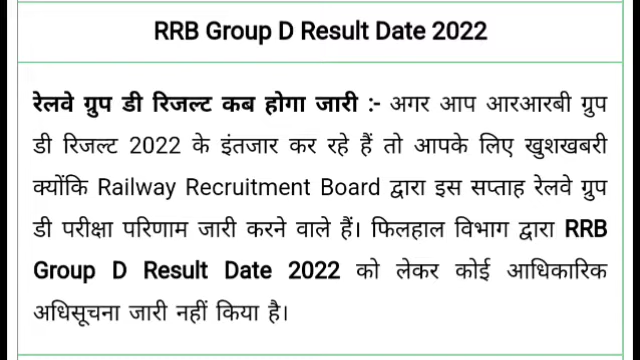 RRB Group D Result Date 2022
रेलवे ग्रुप डी रिजल्ट कब होगा जारी :- अगर आप आरआरबी ग्रुप
डी रिजल्ट 2022 के इंतजार कर रहे हैं तो आपके लिए खुशखबरी
क्योंकि Railway Recruitment Board द्वारा इस सप्ताह रेलवे ग्रुप
डी परीक्षा परिणाम जारी करने वाले हैं। फिलहाल विभाग द्वारा RRB
Group D Result Date 2022 को लेकर कोई आधिकारिक
अधिसूचना जारी नहीं किया है।